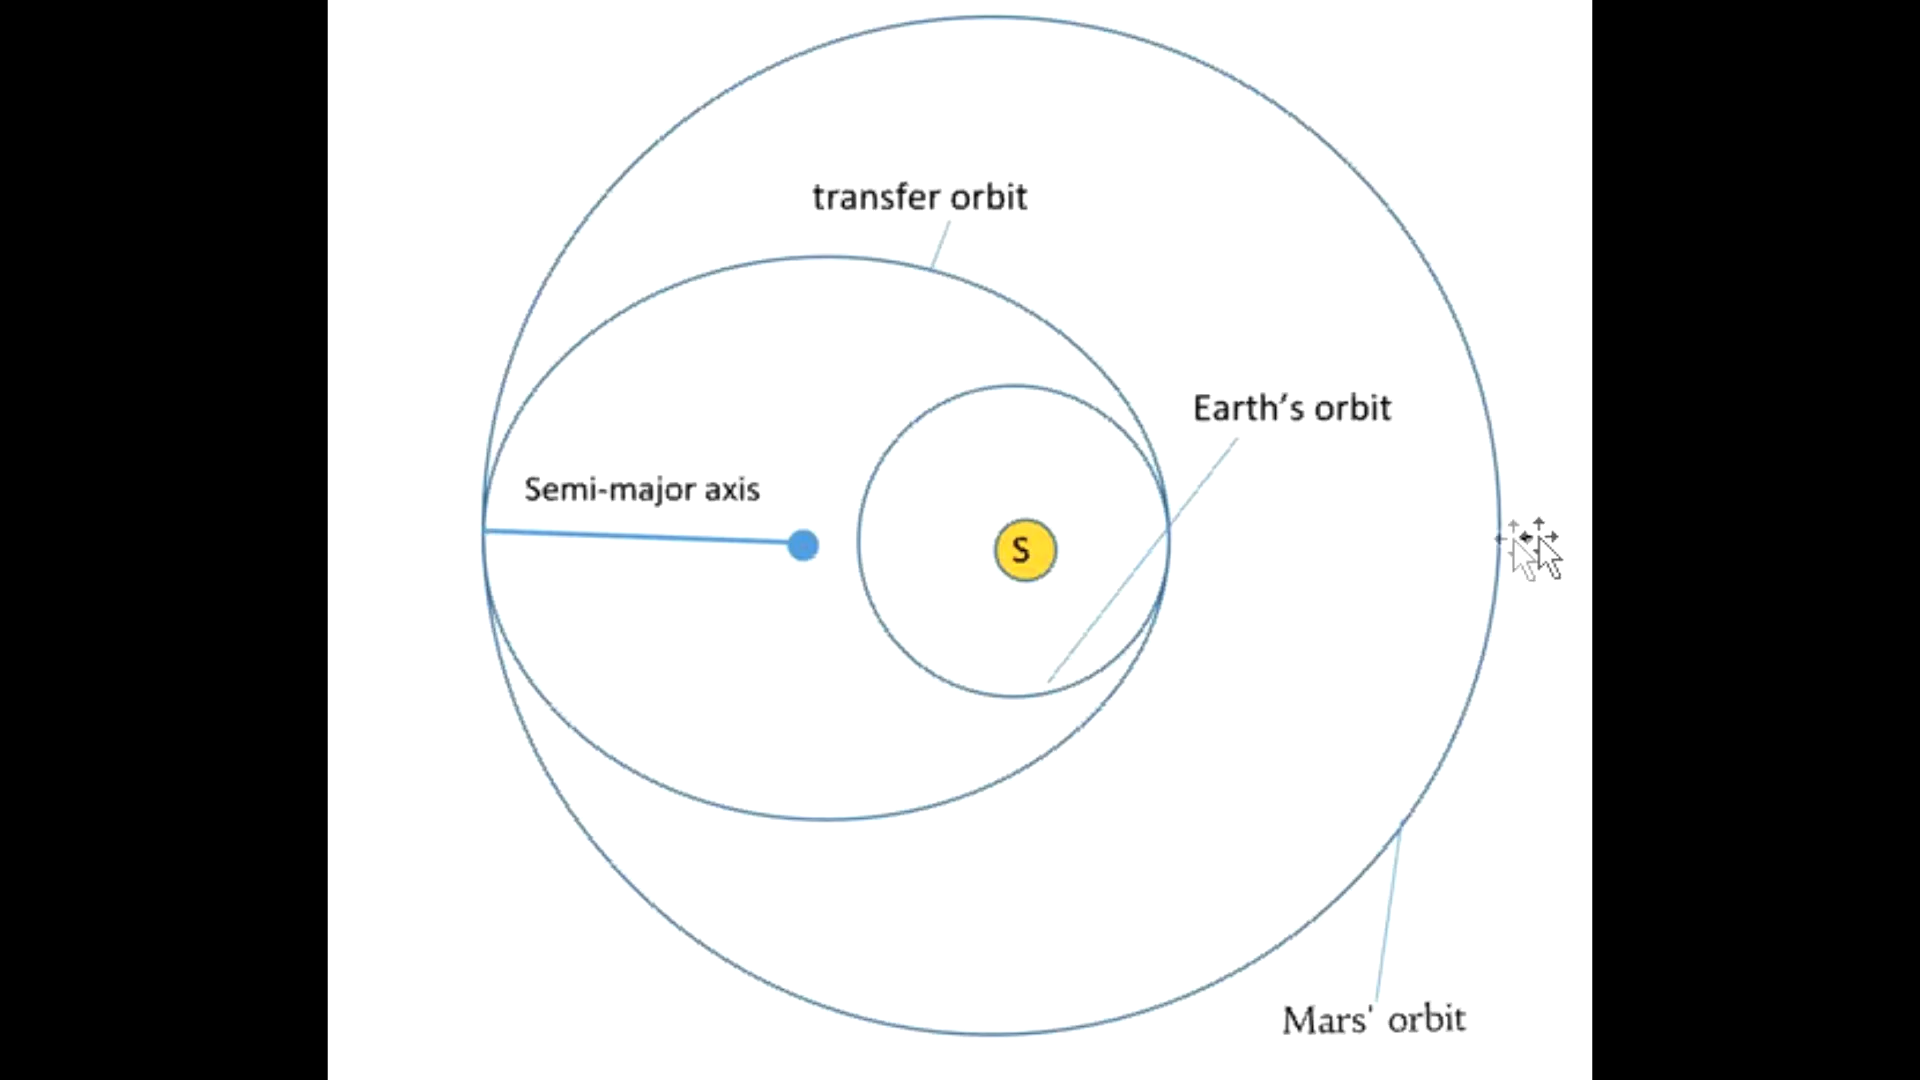 transfer orbit
Earth’s orbit
Semi-major axis
S
Mars' orbit